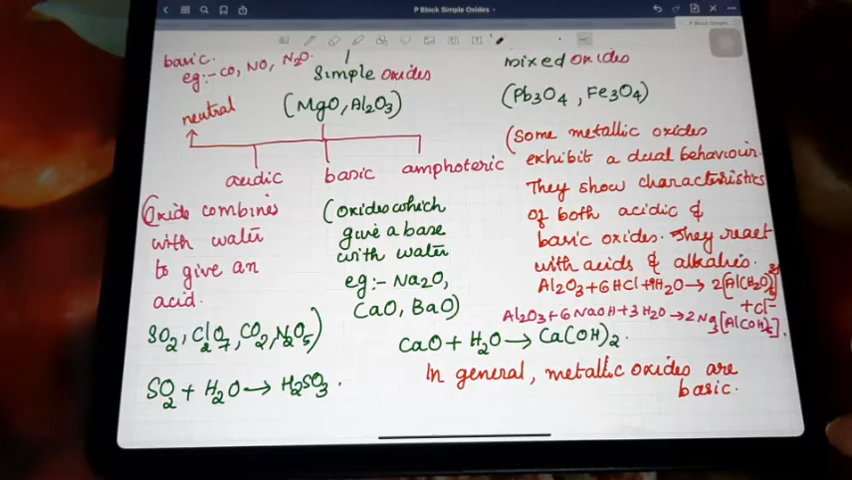 P Block Simple Oxides
P Block Simple...
basic.
eg:- CO, NO, N2O.
Simple oxides
(MgO, Al2O3)
neutral
acidic basic amphoteric
(Oxide combines
with water
to give an
acid.
SO2, Cl2O7, CO2, N2O5)
SO2 + H2O → H2SO3.
(Oxides which
give a base
with water
eg:- Na2O,
CaO, BaO)
CaO + H2O → Ca(OH)2.
mixed oxides
(Pb3O4, Fe3O4)
(Some metallic oxides
exhibit a dual behaviour.
They show characteristics
of both acidic &
basic oxides. They react
with acids & alkalies.
Al2O3 + 6HCl + 9H2O → 2[Al(H2O)6]3+
+ Cl-
Al2O3 + 6NaOH + 3H2O → 2Na3[Al(OH)6].
In general, metallic oxides are
basic.